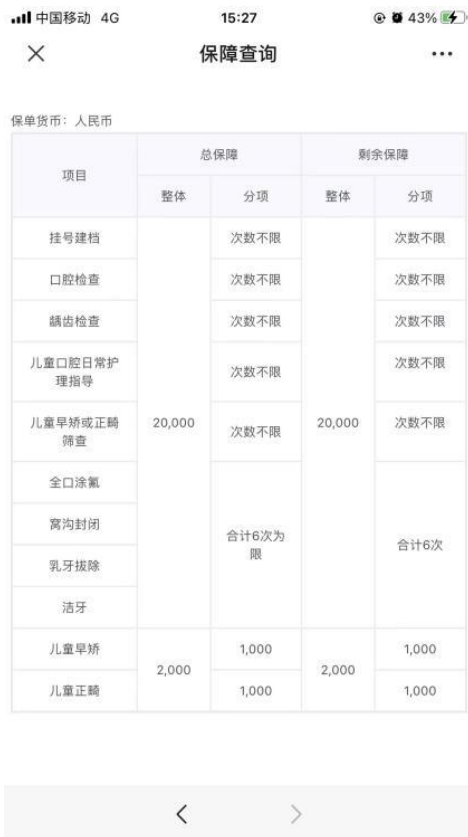 中国移动 4G 15:27 43%
保障查询
保单货币：人民币
项目 总保障 剩余保障
整体 分项 整体 分项
挂号建档 次数不限 次数不限
口腔检查 次数不限 次数不限
龋齿检查 次数不限 次数不限
儿童口腔日常护
理指导
次数不限 次数不限
儿童早矫或正畸
筛查
20,000 次数不限 20,000 次数不限
全口涂氟
窝沟封闭
乳牙拔除
洁牙
合计6次为
限
合计6次
儿童早矫 1,000 1,000
2,000 2,000
儿童正畸 1,000 1,000